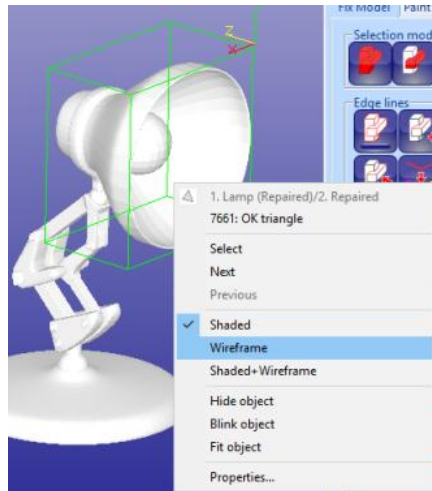 Fix Model Paint
Selection mod
Z
X
Edge lines
1. Lamp (Repaired)/2. Repaired
7661: OK triangle
Select
Next
Previous
Shaded
Wireframe
Shaded+Wireframe
Hide object
Blink object
Fit object
Properties...